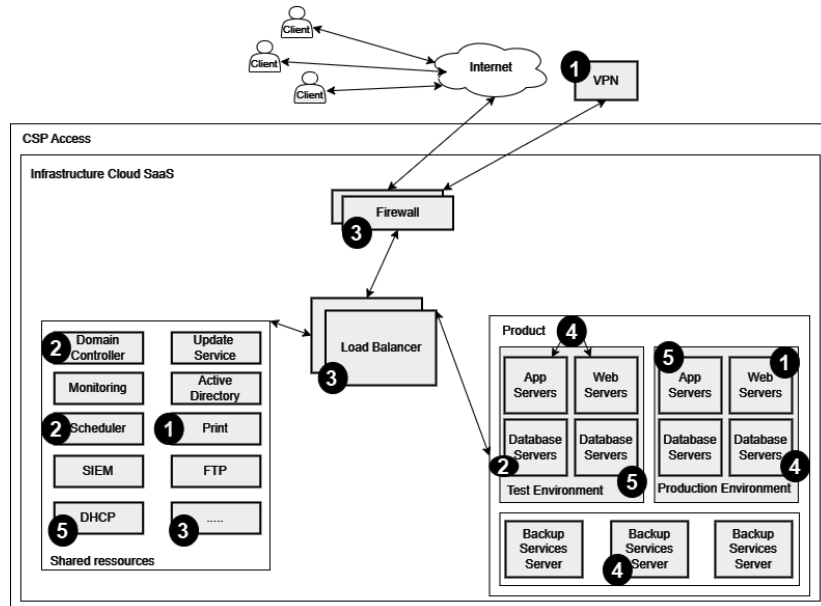 Client
Client
Client
Internet
1
VPN
CSP Access
Infrastructure Cloud SaaS
Firewall
3
Load Balancer
3
2
Domain
Controller
Update
Service
Monitoring
Active
Directory
2
Scheduler
1
Print
SIEM
FTP
5
DHCP
3
.....
Shared ressources
Product
4
App
Servers
Web
Servers
Database
Servers
2
Database
Servers
5
Test Environment
5
App
Servers
1
Web
Servers
Database
Servers
Database
Servers
4
Production Environment
Backup
Services
Server
Backup
Services
Server
4
Backup
Services
Server